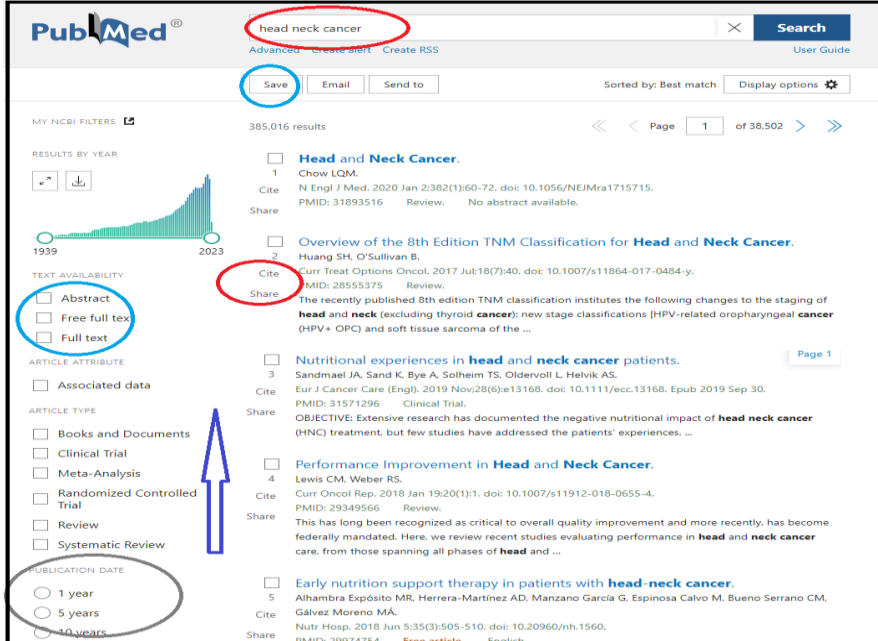 PubMed®
head neck cancer
Search
Advanced Create alert Create RSS
User Guide
Save
Email
Send to
Sorted by: Best match
Display options
MY NCBI FILTERS
385,016 results
Page 1 of 38,502
RESULTS BY YEAR
1939
2023
TEXT AVAILABILITY
Abstract
Free full text
Full text
ARTICLE ATTRIBUTE
Associated data
ARTICLE TYPE
Books and Documents
Clinical Trial
Meta-Analysis
Randomized Controlled
Trial
Review
Systematic Review
PUBLICATION DATE
1 year
5 years
10 years
1
Cite
Share
Head and Neck Cancer.
Chow LQM.
N Engl J Med. 2020 Jan 2;382(1):60-72. doi: 10.1056/NEJMra1715715.
PMID: 31893516 Review. No abstract available.
2
Cite
Share
Overview of the 8th Edition TNM Classification for Head and Neck Cancer.
Huang SH, O'Sullivan B.
Curr Treat Options Oncol. 2017 Jul;18(7):40. doi: 10.1007/s11864-017-0484-y.
PMID: 28555375 Review.
The recently published 8th edition TNM classification institutes the following changes to the staging of
head and neck (excluding thyroid cancer): new stage classifications [HPV-related oropharyngeal cancer
(HPV+ OPC) and soft tissue sarcoma of the ...
3
Cite
Share
Nutritional experiences in head and neck cancer patients.
Page 1
Sandmael JA, Sand K, Bye A, Solheim TS, Oldervoll L, Helvik AS.
Eur J Cancer Care (Engl). 2019 Nov;28(6):e13168. doi: 10.1111/ecc.13168. Epub 2019 Sep 30.
PMID: 31571296 Clinical Trial.
OBJECTIVE: Extensive research has documented the negative nutritional impact of head neck cancer
(HNC) treatment, but few studies have addressed the patients' experiences. ...
4
Cite
Share
Performance Improvement in Head and Neck Cancer.
Lewis CM, Weber RS.
Curr Oncol Rep. 2018 Jan 19;20(1):1. doi: 10.1007/s11912-018-0655-4.
PMID: 29349566 Review.
This has long been recognized as critical to overall quality improvement and more recently, has become
federally mandated. Here, we review recent studies evaluating performance in head and neck cancer
care, from those spanning all phases of head and ...
5
Cite
Share
Early nutrition support therapy in patients with head-neck cancer.
Alhambra Expósito MR, Herrera-Martínez AD, Manzano García G, Espinosa Calvo M, Bueno Serrano CM,
Gálvez Moreno MÁ.
Nutr Hosp. 2018 Jun 5;35(3):505-510. doi: 10.20960/nh.1560.
PMID: 29974754 Free article. English.